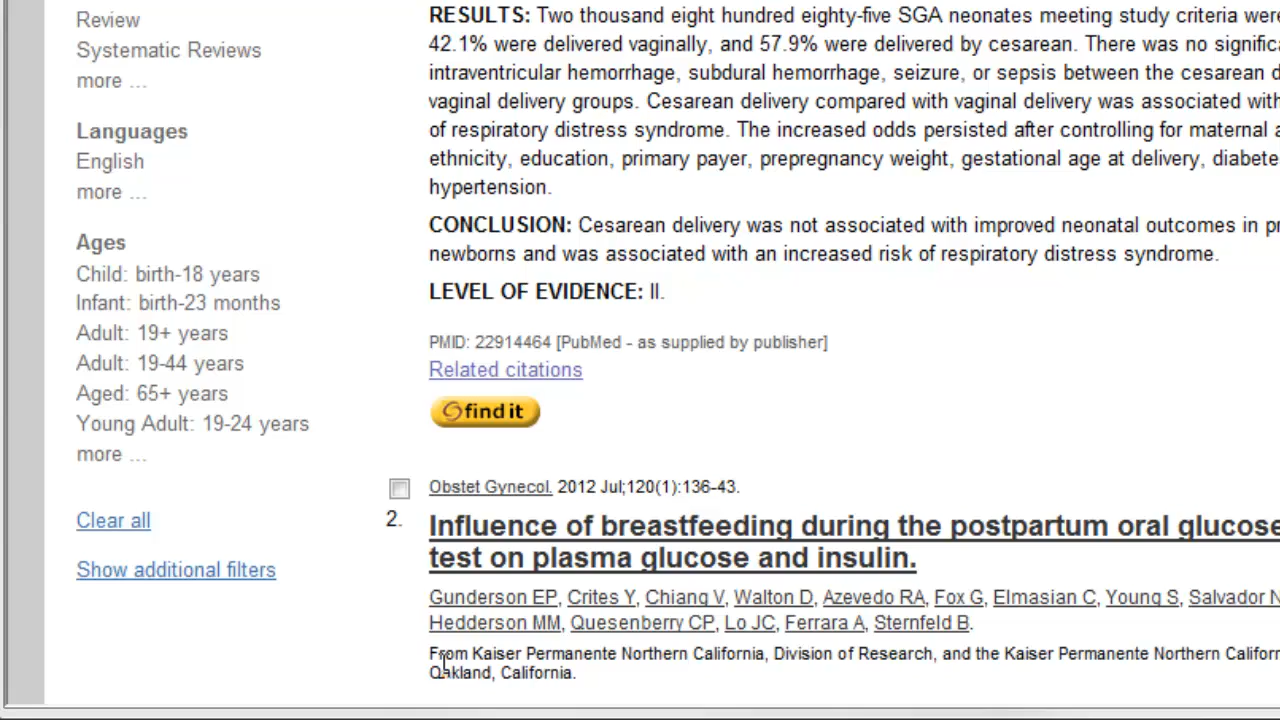 Review
Systematic Reviews
more ...
Languages
English
more ...
Ages
Child: birth-18 years
Infant: birth-23 months
Adult: 19+ years
Adult: 19-44 years
Aged: 65+ years
Young Adult: 19-24 years
more ...
Clear all
Show additional filters
RESULTS: Two thousand eight hundred eighty-five SGA neonates meeting study criteria
42.1% were delivered vaginally, and 57.9% were delivered by cesarean. There was no
intraventricular hemorrhage, subdural hemorrhage, seizure, or sepsis between the cesarean
vaginal delivery groups. Cesarean delivery compared with vaginal delivery was associated
of respiratory distress syndrome. The increased odds persisted after controlling for maternal
ethnicity, education, primary payer, prepregnancy weight, gestational age at delivery,
hypertension.
CONCLUSION: Cesarean delivery was not associated with improved neonatal outcomes in
newborns and was associated with an increased risk of respiratory distress syndrome.
LEVEL OF EVIDENCE: II.
PMID: 22914464 [PubMed - as supplied by publisher]
Related citations
find it
Obstet Gynecol. 2012 Jul;120(1):136-43.
2. Influence of breastfeeding during the postpartum oral glucose
test on plasma glucose and insulin.
Gunderson EP, Crites Y, Chiang V, Walton D, Azevedo RA, Fox G, Elmasian C, Young S, Salvador
Hedderson MM, Quesenberry CP, Lo JC, Ferrara A, Sternfeld B.
From Kaiser Permanente Northern California, Division of Research, and the Kaiser Permanente Northern
Oakland, California.